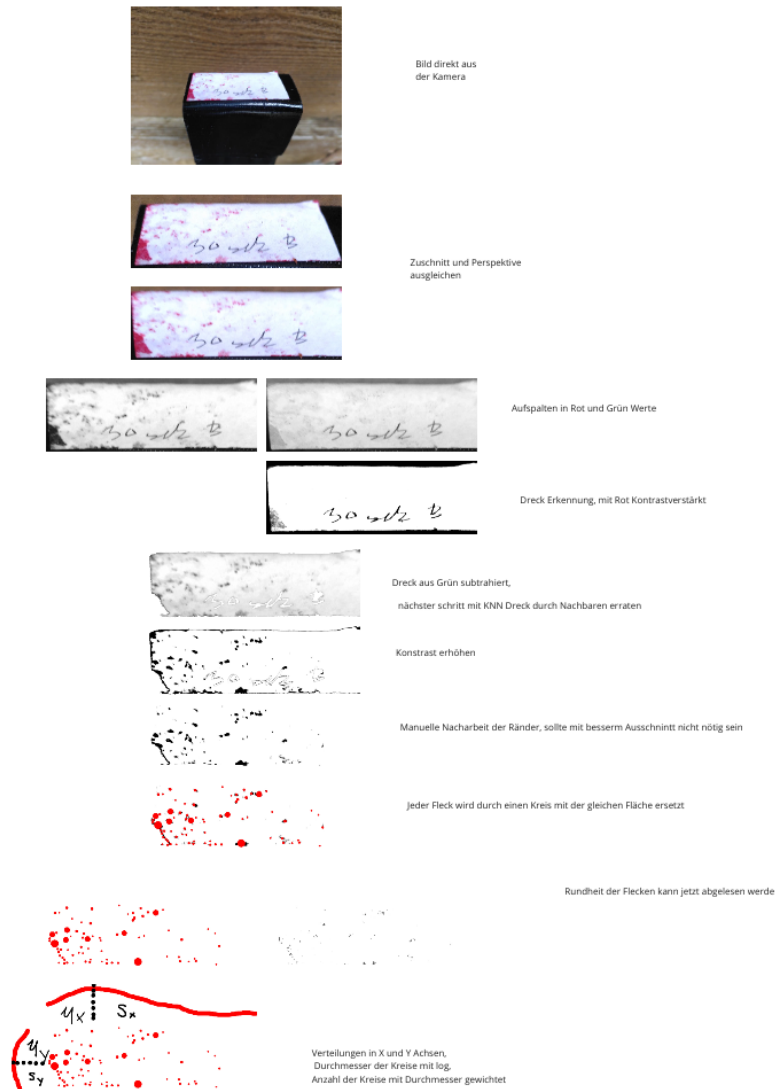 Bild direkt aus
der Kamera
Zuschnitt und Perspektive
ausgleichen
Aufspalten in Rot und Grün Werte
Dreck Erkennung, mit Rot Kontrastverstärkt
Dreck aus Grün subtrahiert,
nächster schritt mit KNN Dreck durch Nachbaren erraten
Konstrast erhöhen
Manuelle Nacharbeit der Ränder, sollte mit besserm Ausschnintt nicht nötig sein
Jeder Fleck wird durch einen Kreis mit der gleichen Fläche ersetzt
Rundheit der Flecken kann jetzt abgelesen werde
Verteilungen in X und Y Achsen,
Durchmesser der Kreise mit log,
Anzahl der Kreise mit Durchmesser gewichtet